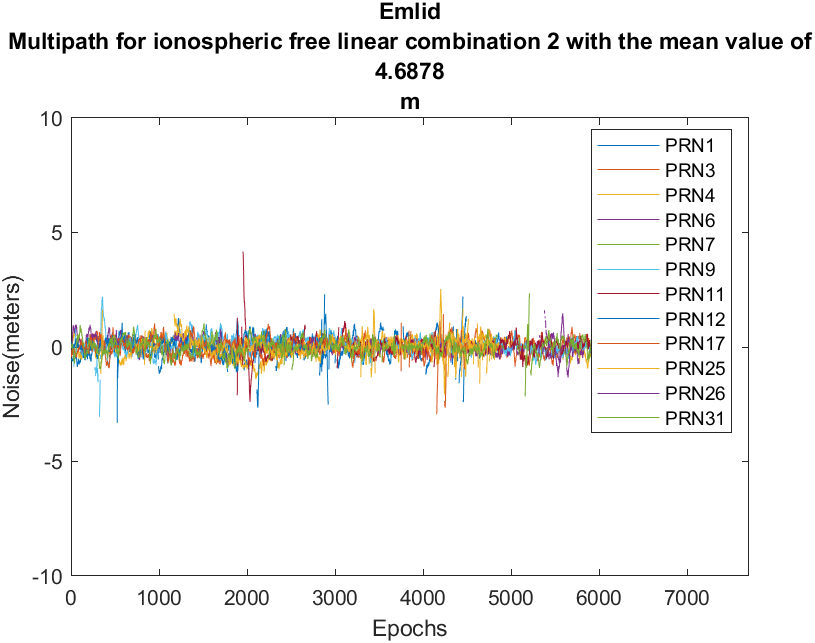 Emlid
Multipath for ionospheric free linear combination 2 with the mean value of
4.6878
m
10
5
0
-5
-10
Noise(meters)
0
1000
2000
3000
4000
5000
6000
7000
Epochs
PRN1
PRN3
PRN4
PRN6
PRN7
PRN9
PRN11
PRN12
PRN17
PRN25
PRN26
PRN31